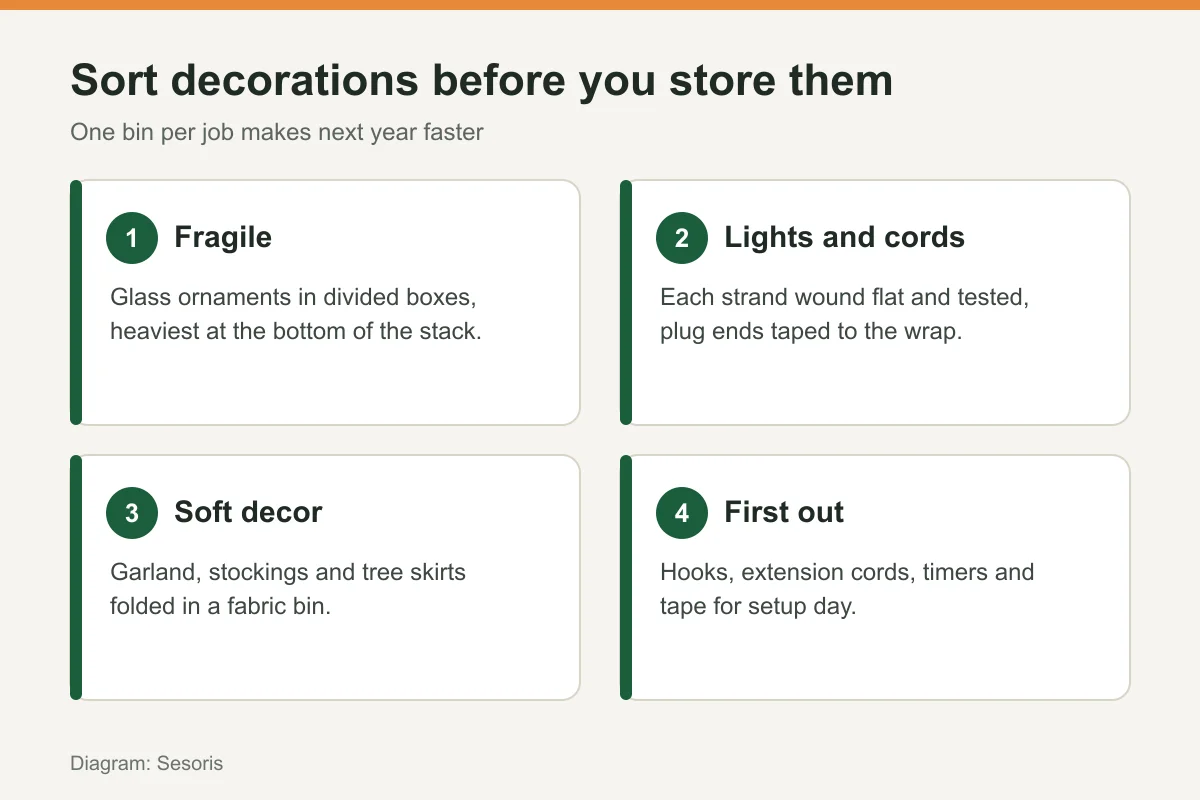 Sort decorations before you store them
One bin per job makes next year faster
1 Fragile
Glass ornaments in divided boxes,
heaviest at the bottom of the stack.
2 Lights and cords
Each strand wound flat and tested,
plug ends taped to the wrap.
3 Soft decor
Garland, stockings and tree skirts
folded in a fabric bin.
4 First out
Hooks, extension cords, timers and
tape for setup day.
Diagram: Sesoris